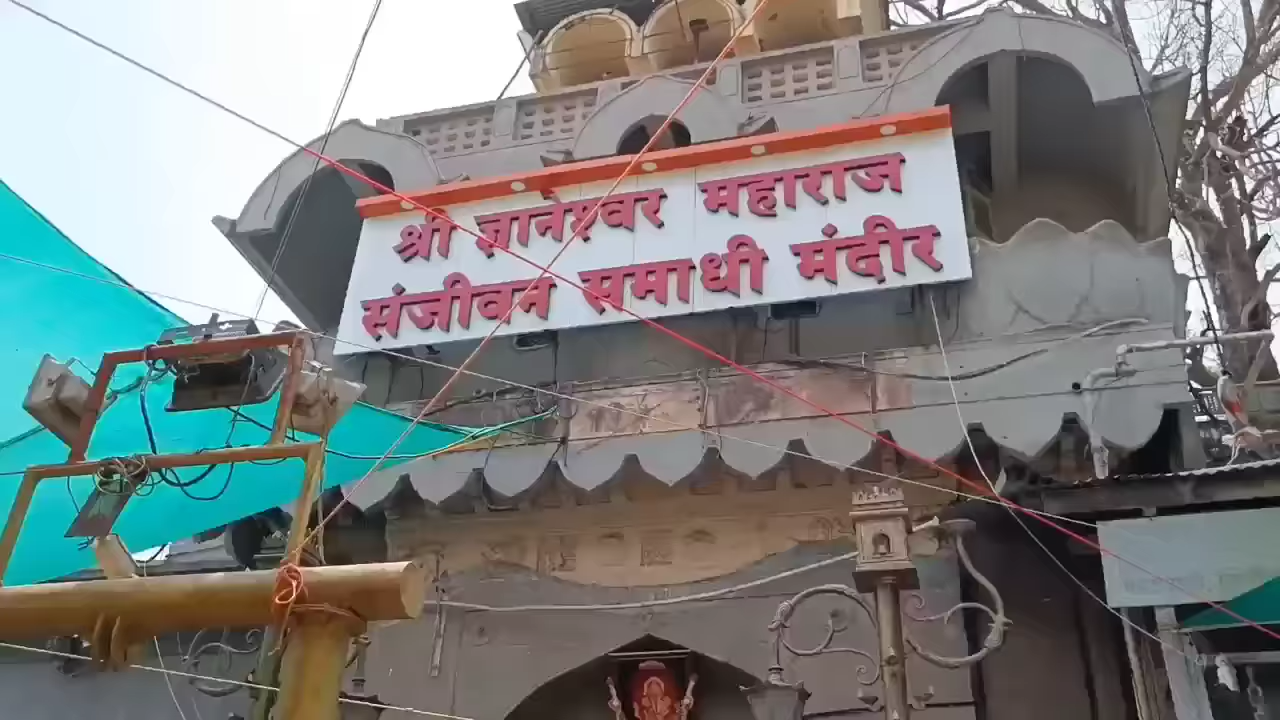 श्री ज्ञानेश्वर महाराज
संजीवन समाधी मंदीर